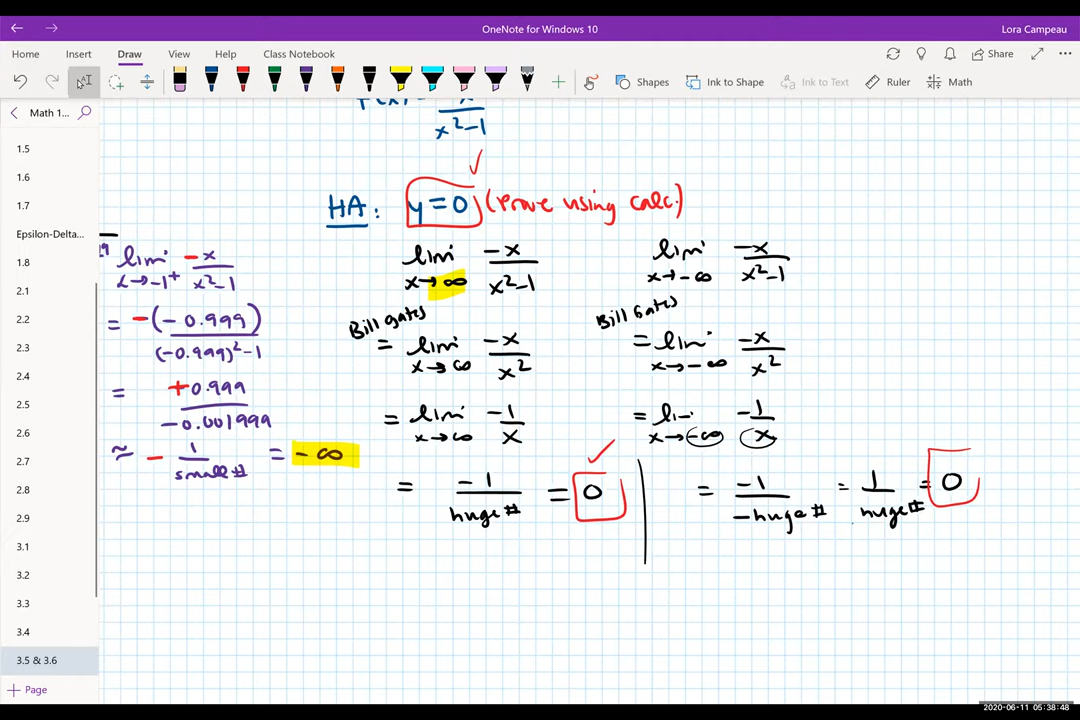 OneNote for Windows 10
Lora Campeau
Home Insert Draw View Help Class Notebook
Share
Shapes Ink to Shape Ink to Text Ruler Math
Math 1...
1.5
1.6
1.7
Epsilon-Delta...
1.8
2.1
2.2
2.3
2.4
2.5
2.6
2.7
2.8
2.9
3.1
3.2
3.3
3.4
3.5 & 3.6
Page
x²-1
HA: y=0 (Prove using calc.)
lim x→-1⁺ -x/(x²-1)
= -(-0.999)/((-0.999)²-1)
= +0.999/-0.001999
≈ - 1/small # = -∞
lim x→∞ -x/(x²-1)
Bill gates
= lim x→∞ -x/x²
= lim x→∞ -1/x
= -1/huge # = 0
lim x→-∞ -x/(x²-1)
Bill Gates
= lim x→-∞ -x/x²
= lim x→-∞ -1/x
= -1/-huge # = 1/huge # = 0
2020-06-11 05:38:48